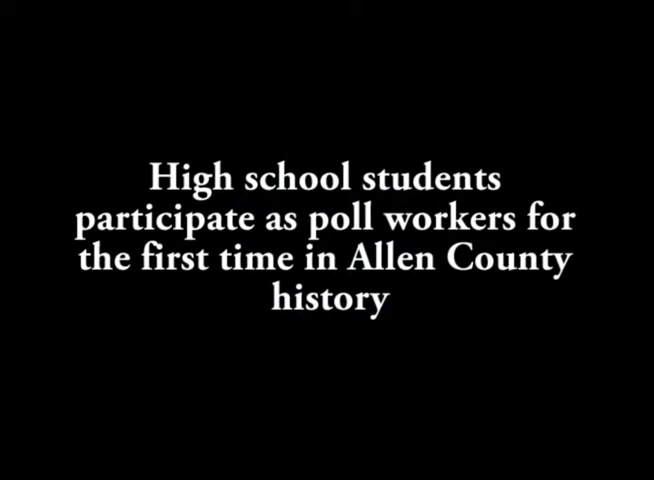 High school students
participate as poll workers for
the first time in Allen County
history